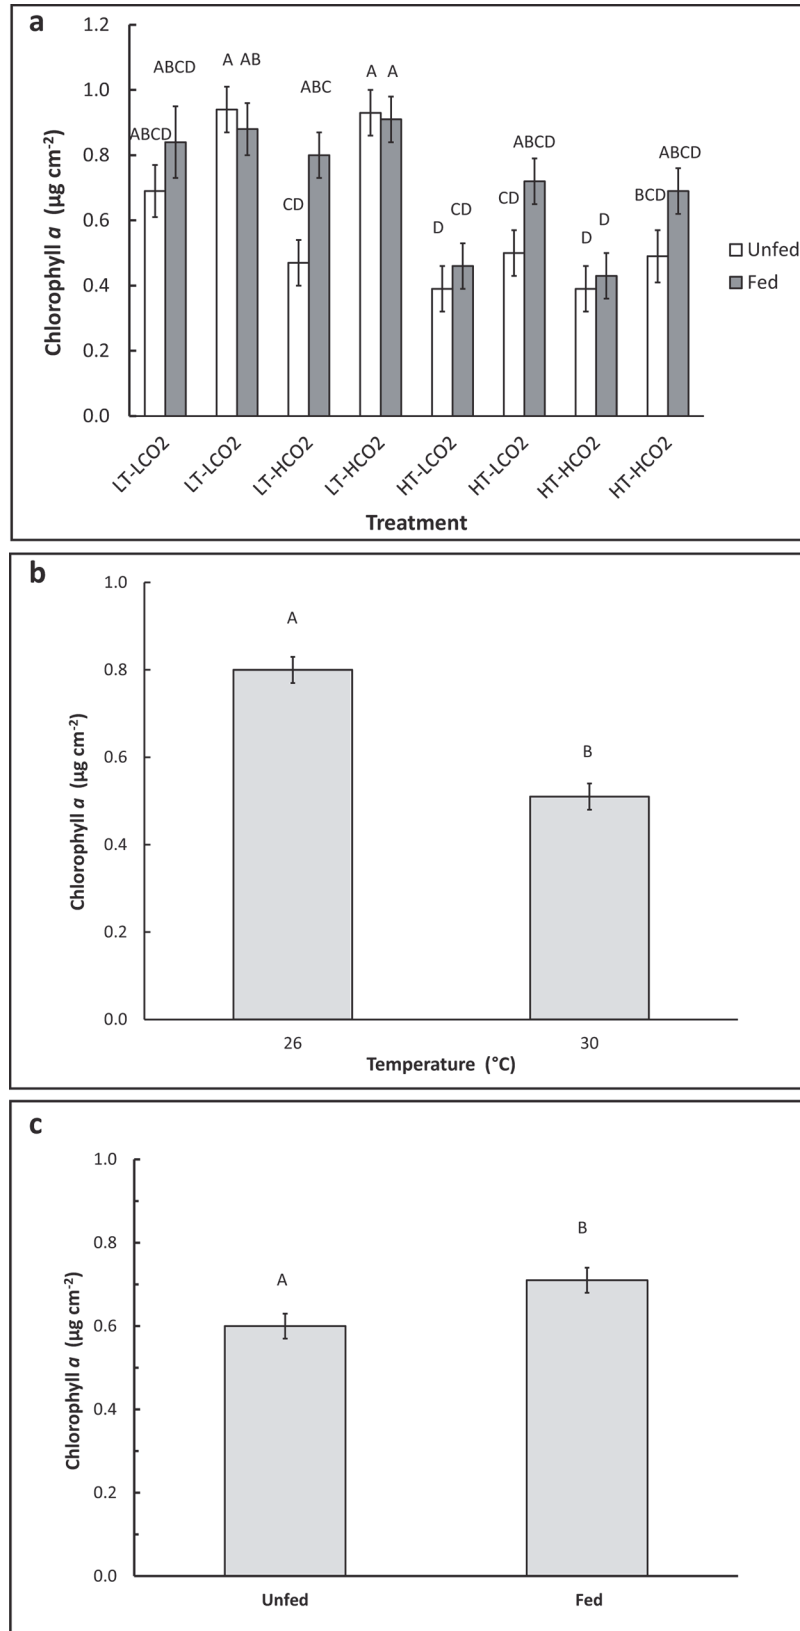 a
1.2
1.0
0.8
0.6
0.4
0.2
0.0
Chlorophyll a (µg cm-2)
ABCD
ABCD
A
AB
CD
ABC
A
A
D
CD
CD
ABCD
D
D
BCD
ABCD
Unfed
Fed
LT-LCO2
LT-LCO2
LT-HCO2
LT-HCO2
HT-LCO2
HT-LCO2
HT-HCO2
HT-HCO2
Treatment
b
1.0
0.8
0.6
0.4
0.2
0.0
Chlorophyll a (µg cm-2)
A
B
26
30
Temperature (°C)
c
1.0
0.8
0.6
0.4
0.2
0.0
Chlorophyll a (µg cm-2)
A
B
Unfed
Fed